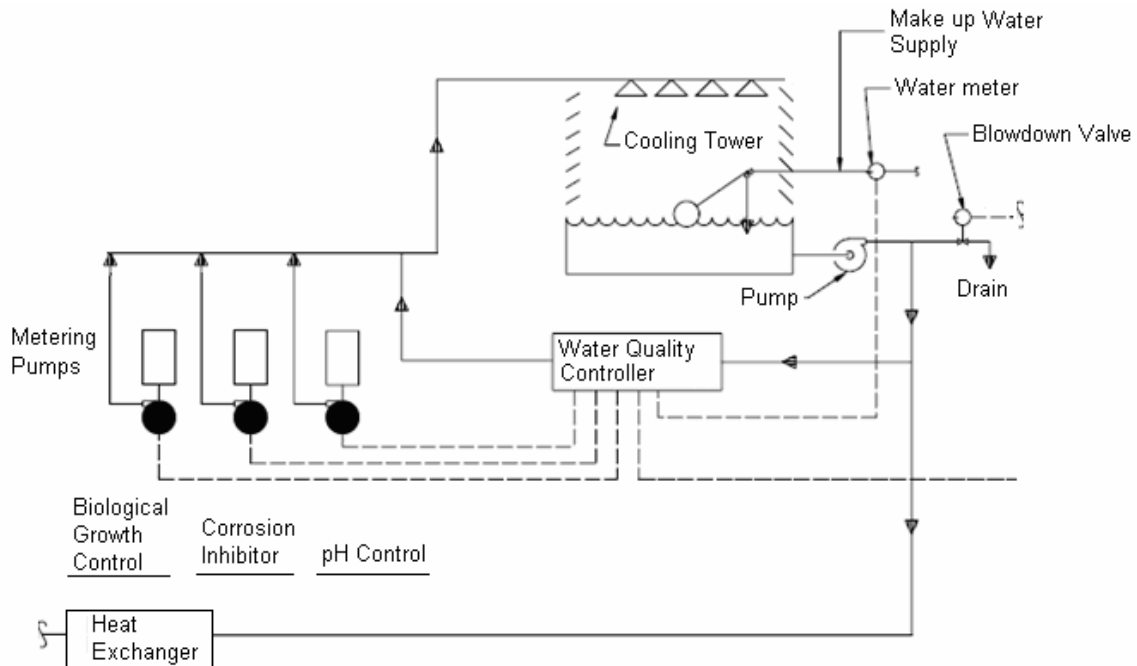 Make up Water
Supply
Water meter
Cooling Tower
Blowdown Valve
Pump
Drain
Metering
Pumps
Water Quality
Controller
Biological
Growth
Control
Corrosion
Inhibitor
pH Control
Heat
Exchanger